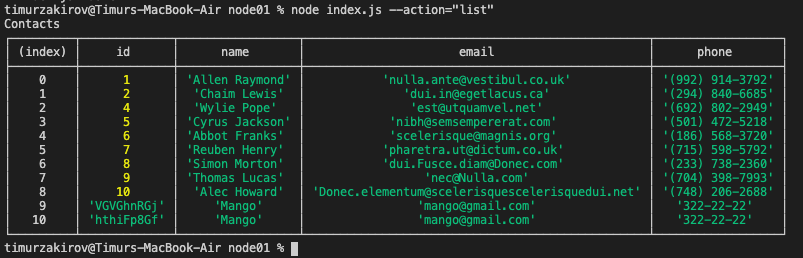 timurzakirov@Timurs-MacBook-Air node01 % node index.js --action="list"
Contacts
(index) id name email phone
0 1 'Allen Raymond' 'nulla.ante@vestibul.co.uk' '(992) 914-3792'
1 2 'Chaim Lewis' 'dui.in@egetlacus.ca' '(294) 840-6685'
2 4 'Wylie Pope' 'est@utquamvel.net' '(692) 802-2949'
3 5 'Cyrus Jackson' 'nibh@semsempererat.com' '(501) 472-5218'
4 6 'Abbot Franks' 'scelerisque@magnis.org' '(186) 568-3720'
5 7 'Reuben Henry' 'pharetra.ut@dictum.co.uk' '(715) 598-5792'
6 8 'Simon Morton' 'dui.Fusce.diam@Donec.com' '(233) 738-2360'
7 9 'Thomas Lucas' 'nec@Nulla.com' '(704) 398-7993'
8 10 'Alec Howard' 'Donec.elementum@scelerisquescelerisquedui.net' '(748) 206-2688'
9 'VGVGhnRGj' 'Mango' 'mango@gmail.com' '322-22-22'
10 'hthiFp8Gf' 'Mango' 'mango@gmail.com' '322-22-22'
timurzakirov@Timurs-MacBook-Air node01 %